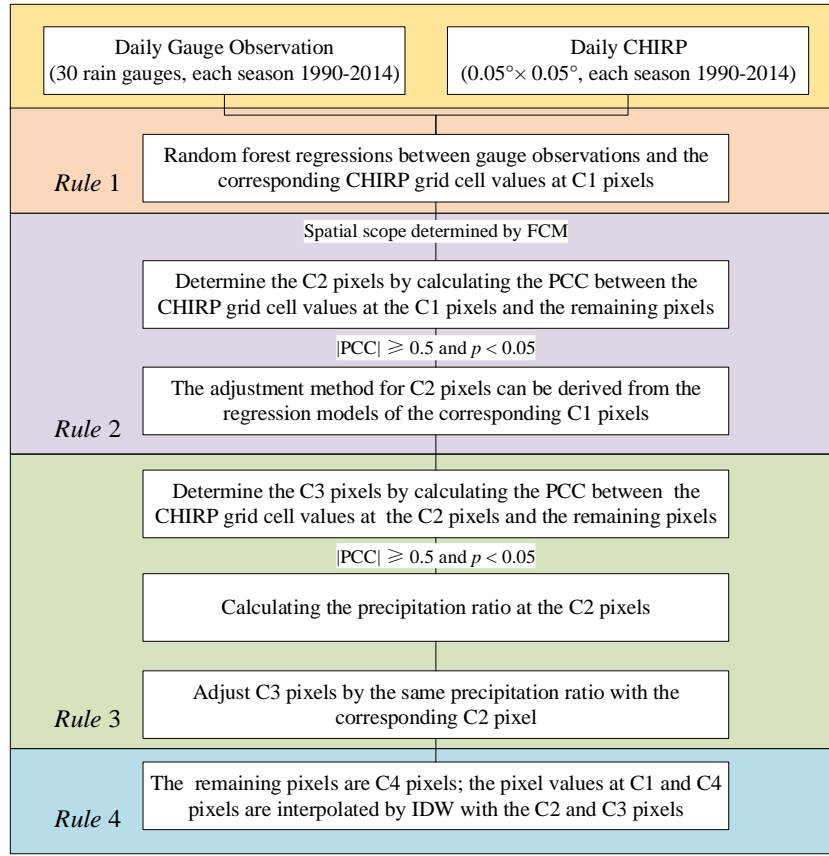 Daily Gauge Observation
(30 rain gauges, each season 1990-2014)
Daily CHIRP
(0.05°× 0.05°, each season 1990-2014)
Rule 1
Random forest regressions between gauge observations and the
corresponding CHIRP grid cell values at C1 pixels
Spatial scope determined by FCM
Determine the C2 pixels by calculating the PCC between the
CHIRP grid cell values at the C1 pixels and the remaining pixels
|PCC| ≥ 0.5 and p < 0.05
The adjustment method for C2 pixels can be derived from the
regression models of the corresponding C1 pixels
Rule 2
Determine the C3 pixels by calculating the PCC between the
CHIRP grid cell values at the C2 pixels and the remaining pixels
|PCC| ≥ 0.5 and p < 0.05
Calculating the precipitation ratio at the C2 pixels
Adjust C3 pixels by the same precipitation ratio with the
corresponding C2 pixel
Rule 3
The remaining pixels are C4 pixels; the pixel values at C1 and C4
pixels are interpolated by IDW with the C2 and C3 pixels
Rule 4